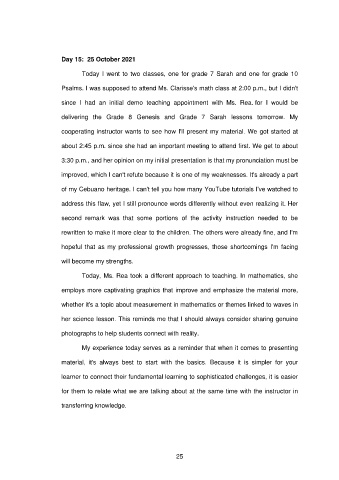 Day 15:  25 October 2021
Today I went to two classes, one for grade 7 Sarah and one for grade 10
Psalms. I was supposed to attend Ms. Clarisse's math class at 2:00 p.m., but I didn't
since I had an initial demo teaching appointment with Ms. Rea, for I would be
delivering the Grade 8 Genesis and Grade 7 Sarah lessons tomorrow. My
cooperating instructor wants to see how I'll present my material. We got started at
about 2:45 p.m. since she had an important meeting to attend first. We get to about
3:30 p.m., and her opinion on my initial presentation is that my pronunciation must be
improved, which I can't refute because it is one of my weaknesses. It's already a part
of my Cebuano heritage. I can't tell you how many YouTube tutorials I've watched to
address this flaw, yet I still pronounce words differently without even realizing it. Her
second remark was that some portions of the activity instruction needed to be
rewritten to make it more clear to the children. The others were already fine, and I'm
hopeful that as my professional growth progresses, those shortcomings I'm facing
will become my strengths.
Today, Ms. Rea took a different approach to teaching. In mathematics, she
employs more captivating graphics that improve and emphasize the material more,
whether it's a topic about measurement in mathematics or themes linked to waves in
her science lesson. This reminds me that I should always consider sharing genuine
photographs to help students connect with reality.
My experience today serves as a reminder that when it comes to presenting
material, it's always best to start with the basics. Because it is simpler for your
learner to connect their fundamental learning to sophisticated challenges, it is easier
for them to relate what we are talking about at the same time with the instructor in
transferring knowledge.
25